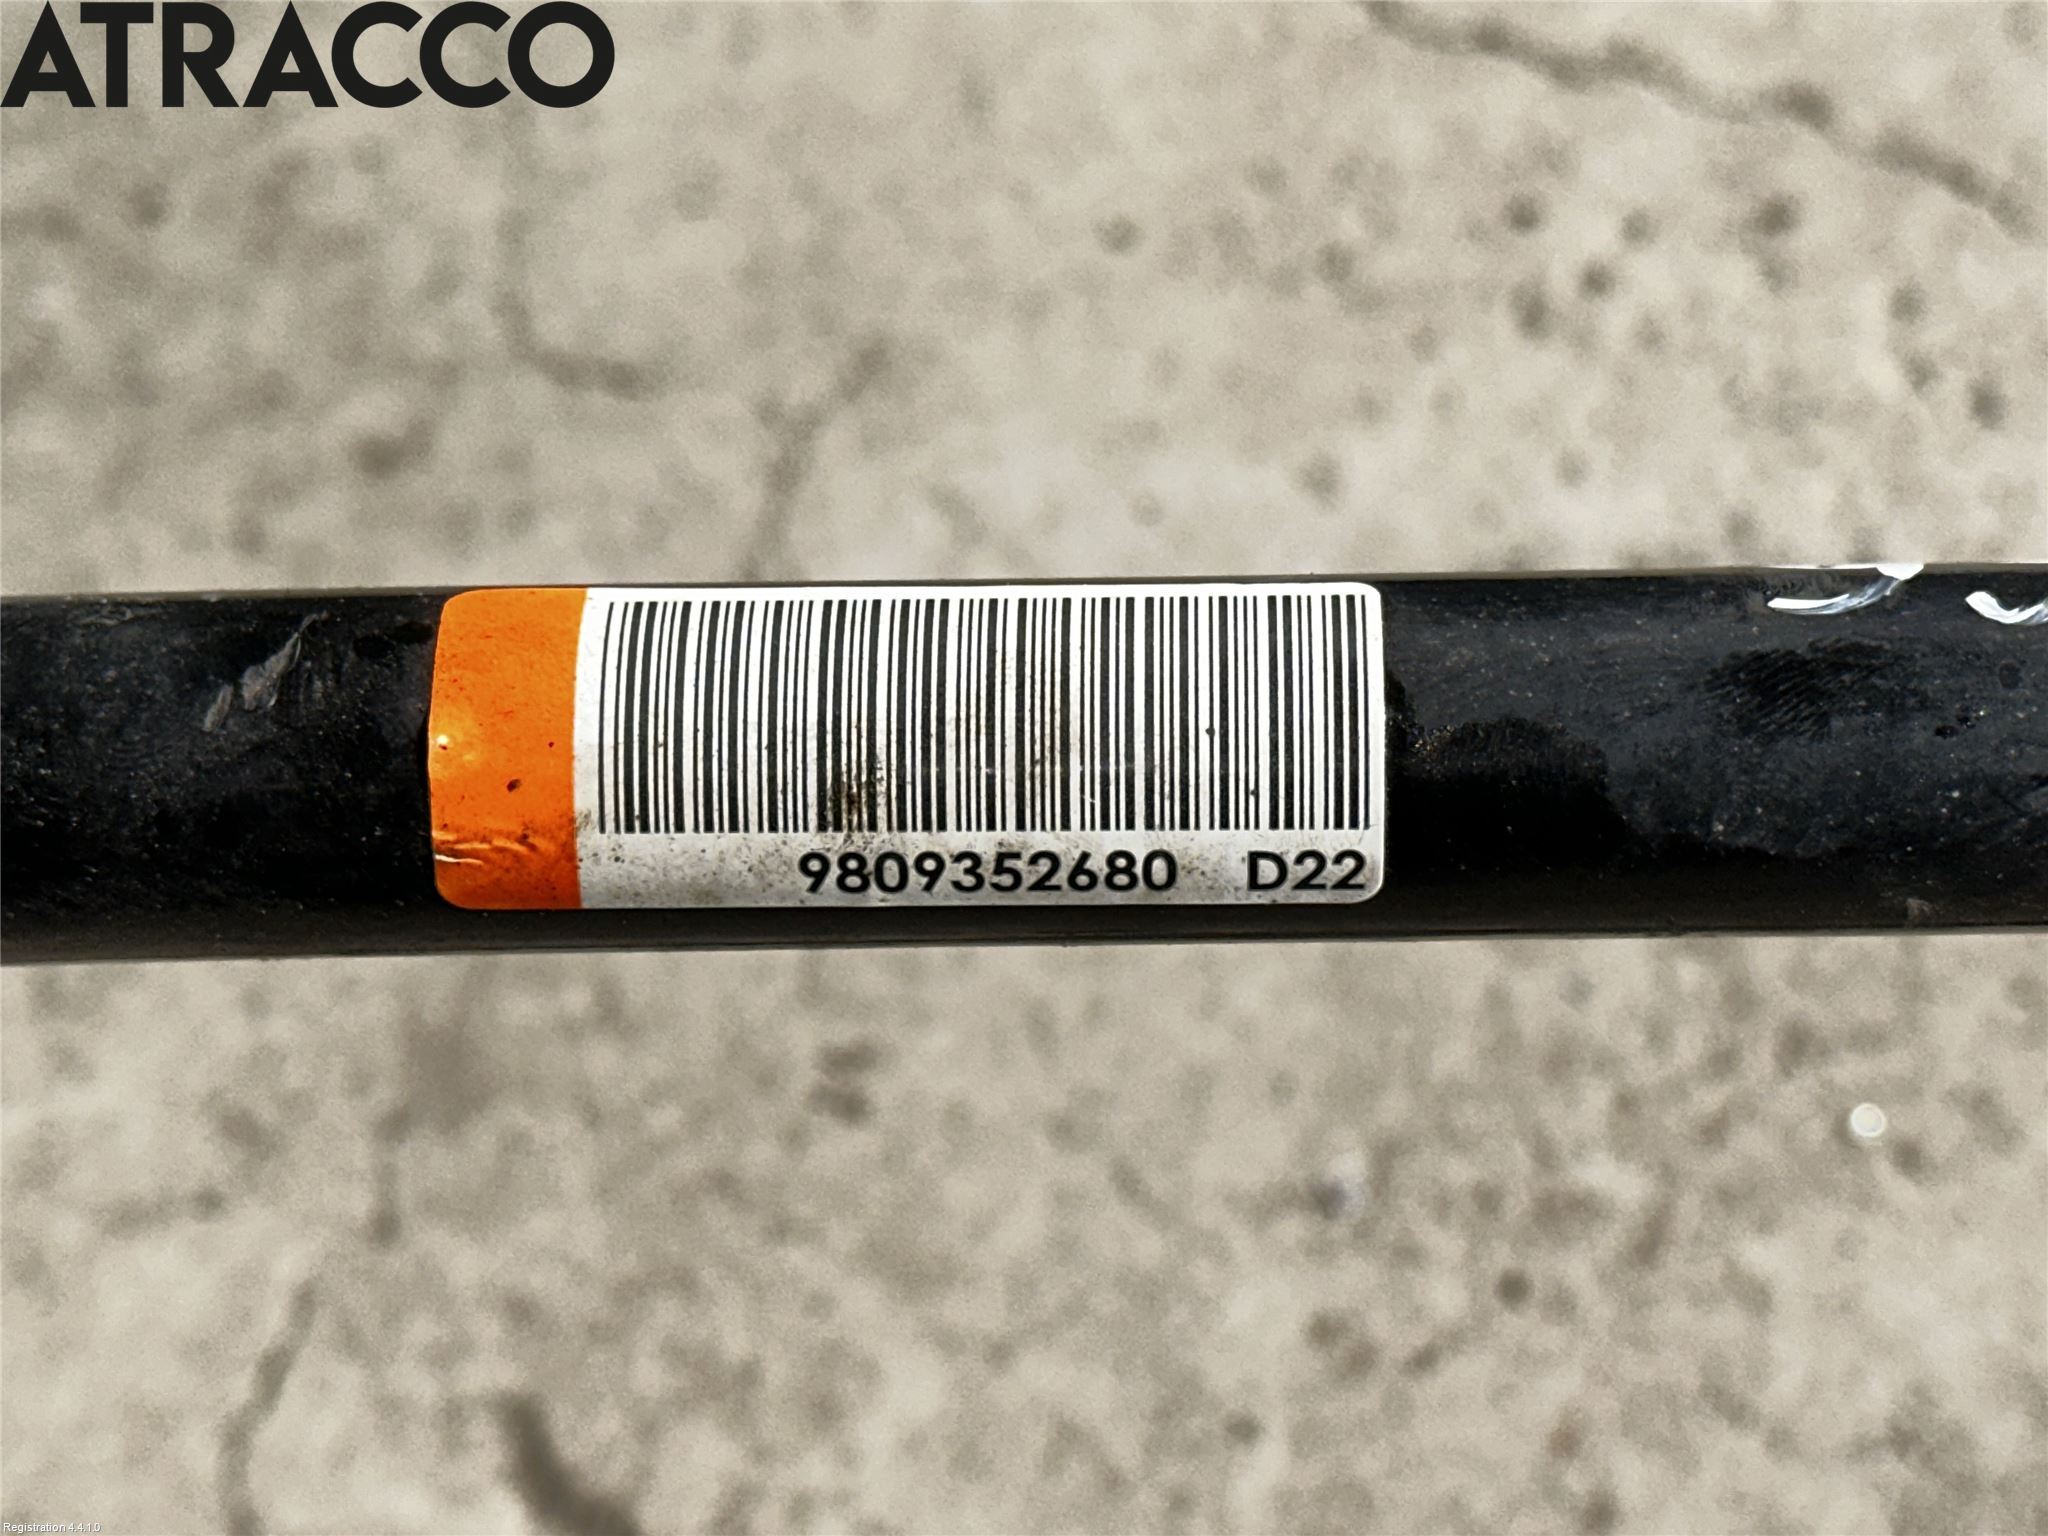 ATRACCO
9809352680 D22
Registration 4.4.1.0